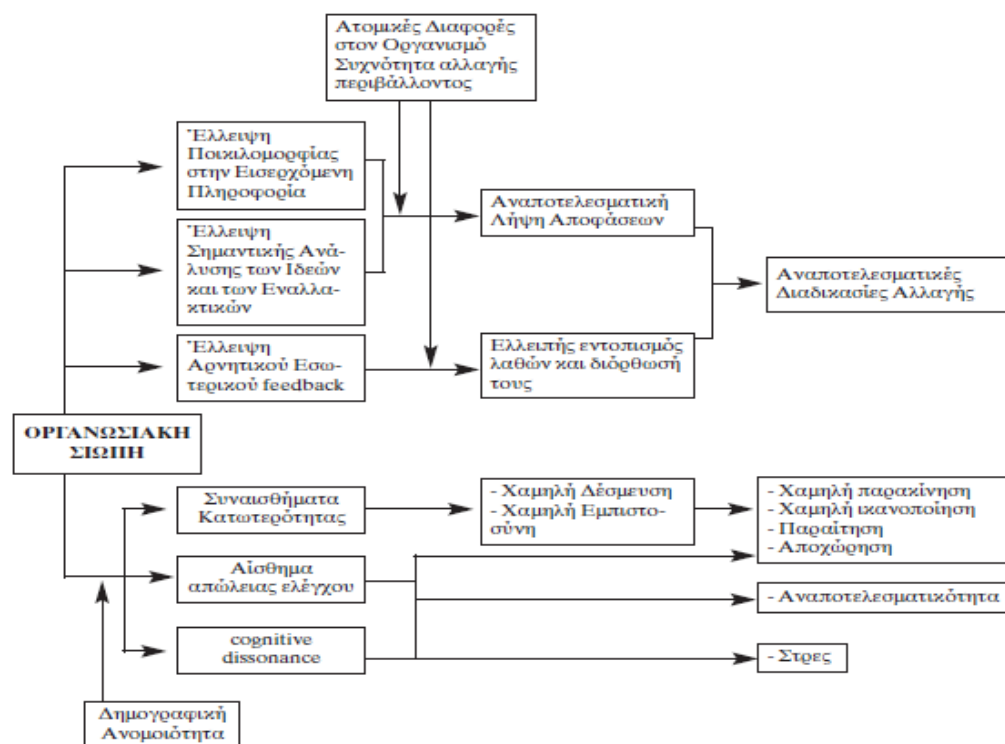 Ατομικές Διαφορές
στον Οργανισμό
Συχνότητα αλλαγής
περιβάλλοντος
Έλλειψη
Ποικιλομορφίας
στην Εισερχόμενη
Πληροφορία
Έλλειψη
Σημαντικής Ανά-
λυσης των Ιδεών
και των Εναλλα-
κτικών
Έλλειψη
Αρνητικού Εσω-
τερικού feedback
Αναποτελεσματική
Λήψη Αποφάσεων
Ελλειπής εντοπισμός
λαθών και διόρθωσή
τους
Αναποτελεσματικές
Διαδικασίες Αλλαγής
ΟΡΓΑΝΩΣΙΑΚΗ
ΣΙΩΠΗ
Συναισθήματα
Κατωτερότητας
Αίσθημα
απώλειας ελέγχου
cognitive
dissonance
- Χαμηλή Δέσμευση
- Χαμηλή Εμπιστο-
σύνη
- Χαμηλή παρακίνηση
- Χαμηλή ικανοποίηση
- Παραίτηση
- Αποχώρηση
- Αναποτελεσματικότητα
- Στρες
Δημογραφική
Ανομοιότητα